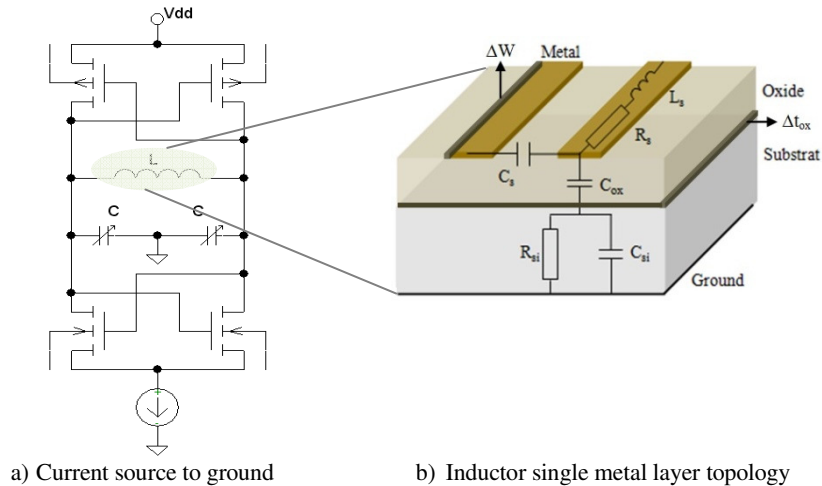 Vdd
L
C
C
ΔW
Metal
Oxide
Δtox
Substrat
Ls
Rs
Cs
Cox
Rsi
Csi
Ground
a) Current source to ground
b) Inductor single metal layer topology